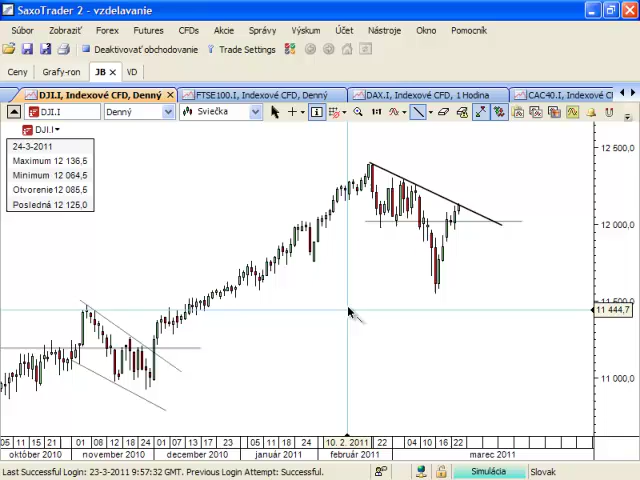 SaxoTrader 2 - vzdelavanie
Súbor Zobraziť Forex Futures CFDs Akcie Správy Výskum Účet Nástroje Okno Pomocník
Deaktivovať obchodovanie Trade Settings
Ceny Grafy-ron JB VD
DJI.I, Indexové CFD, Denný FTSE100.I, Indexové CFD, Denný DAX.I, Indexové CFD, 1 Hodina CAC40.I, Indexové C
DJI.I Denný Sviečka 1:1 %
DJI.I
24-3-2011
Maximum 12 136,5
Minimum 12 064,5
Otvorenie 12 085,5
Posledná 12 125,0
12 500,0
12 000,0
11 500,0
11 444,7
11 000,0
05 11 15 21 01 08 12 18 24 01 07 13 17 23 05 11 18 24 10. 2. 2011 22 04 10 16 22
október 2010 november 2010 december 2010 január 2011 február 2011 marec 2011
Last Successful Login: 23-3-2011 9:57:32 GMT. Previous Login Attempt: Successful. Simulácia Slovak